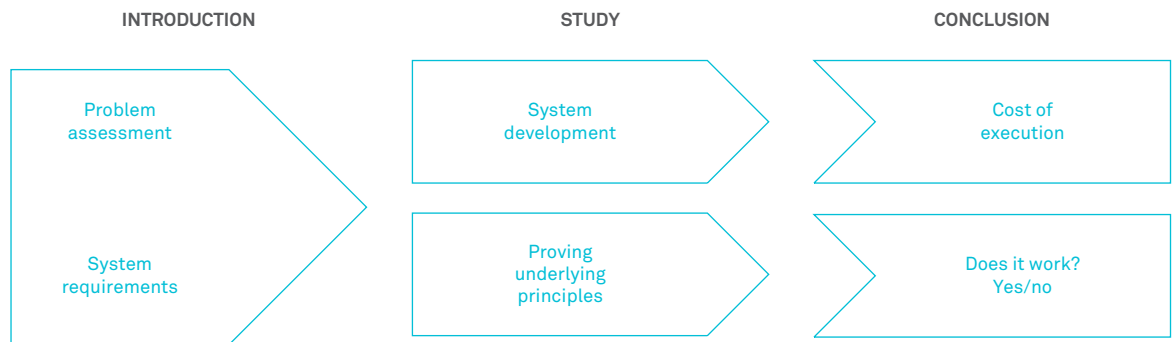 INTRODUCTION
STUDY
CONCLUSION
Problem
assessment
System
requirements
System
development
Proving
underlying
principles
Cost of
execution
Does it work?
Yes/no